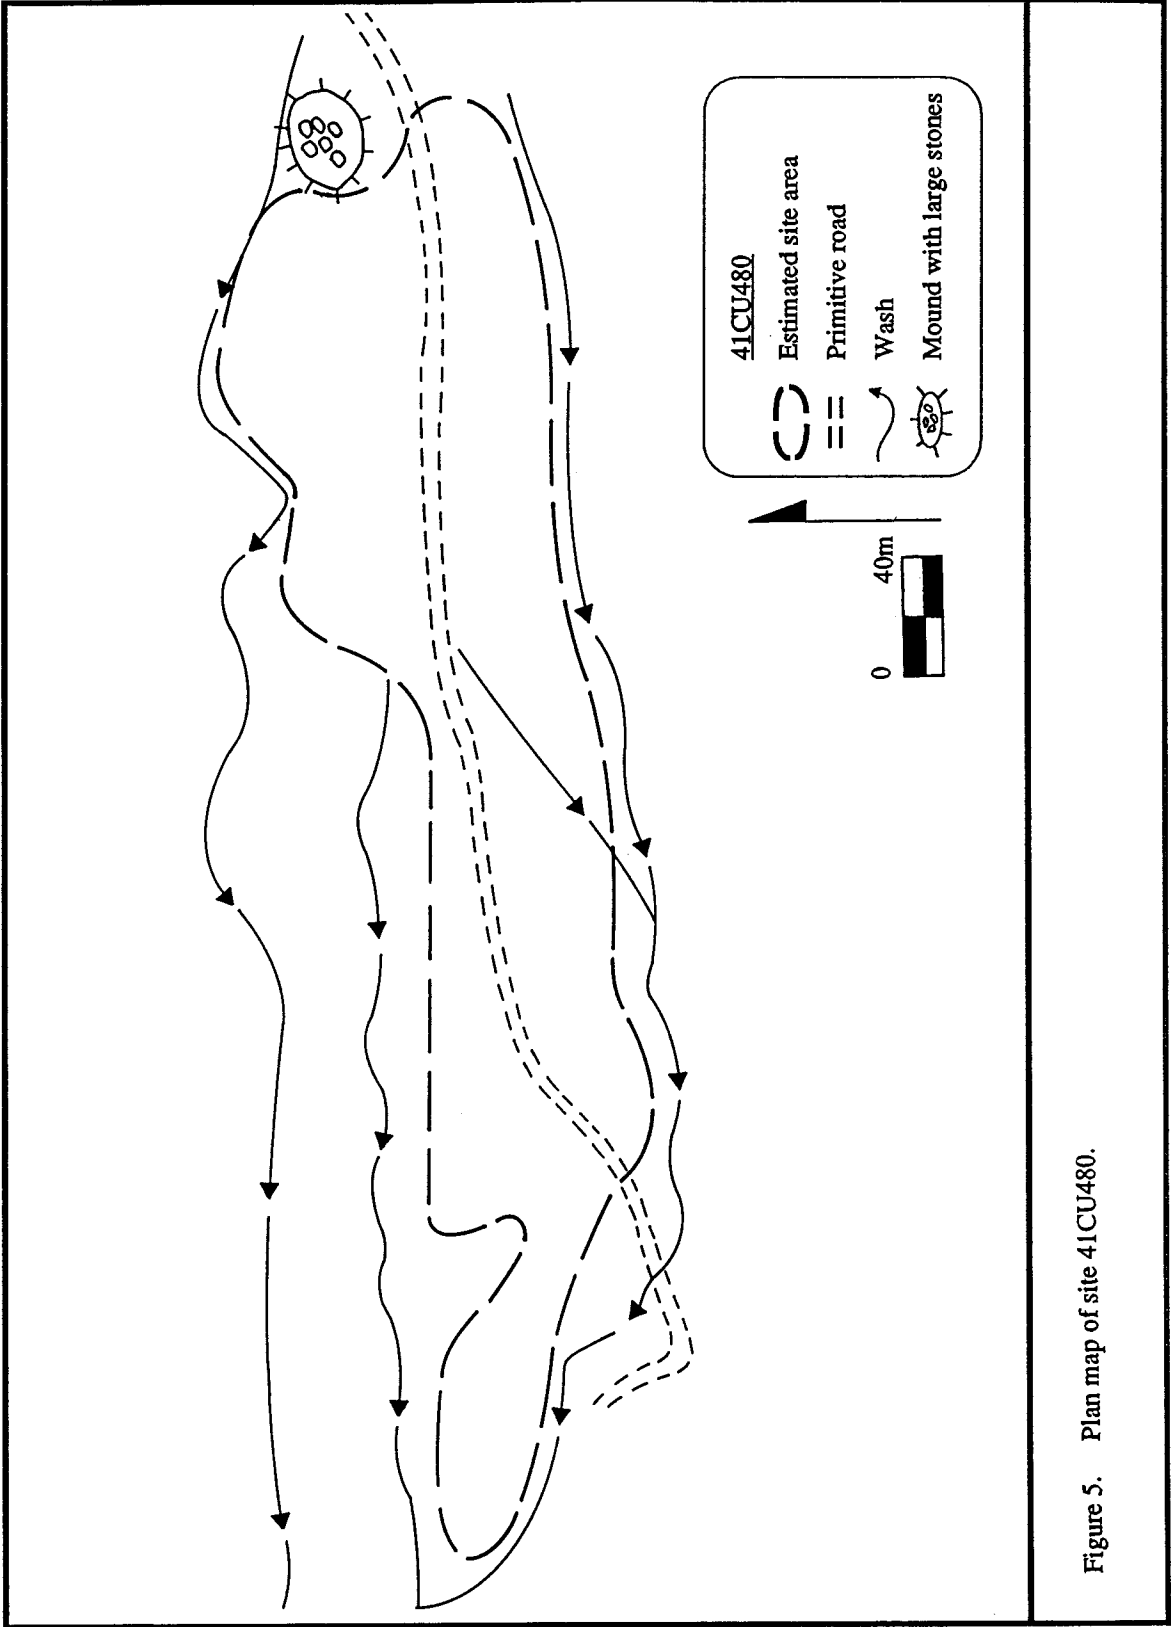 41CU480
Estimated site area
Primitive road
Wash
Mound with large stones
0 40m
Figure 5. Plan map of site 41CU480.